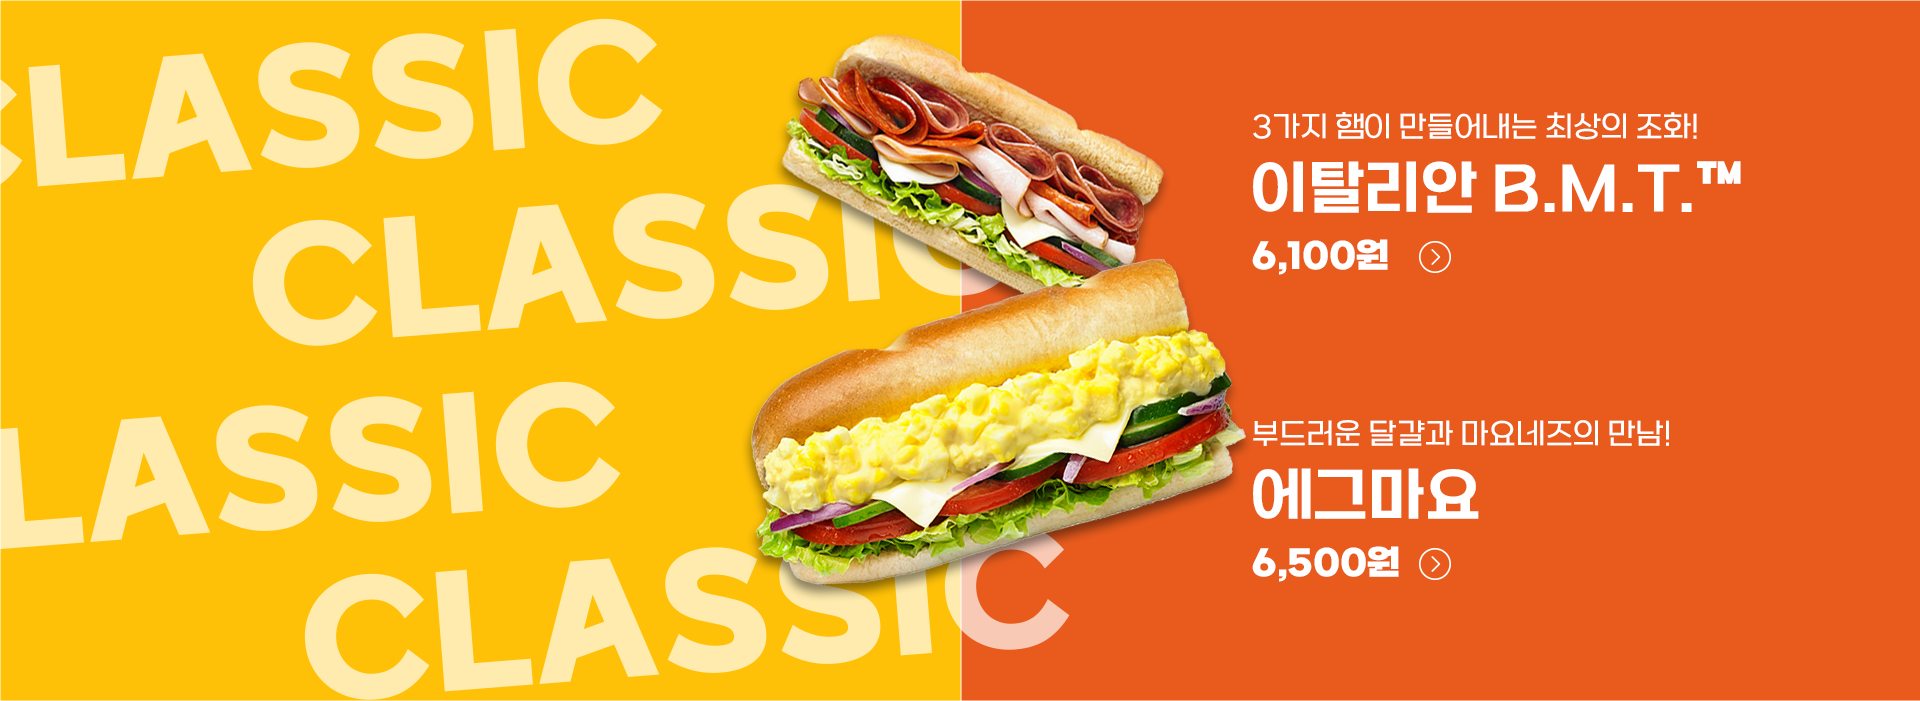 CLASSIC
CLASSIC
CLASSIC
CLASSIC
3가지 햄이 만들어내는 최상의 조화!
이탈리안 B.M.T.™
6,100원
부드러운 달걀과 마요네즈의 만남!
에그마요
6,500원